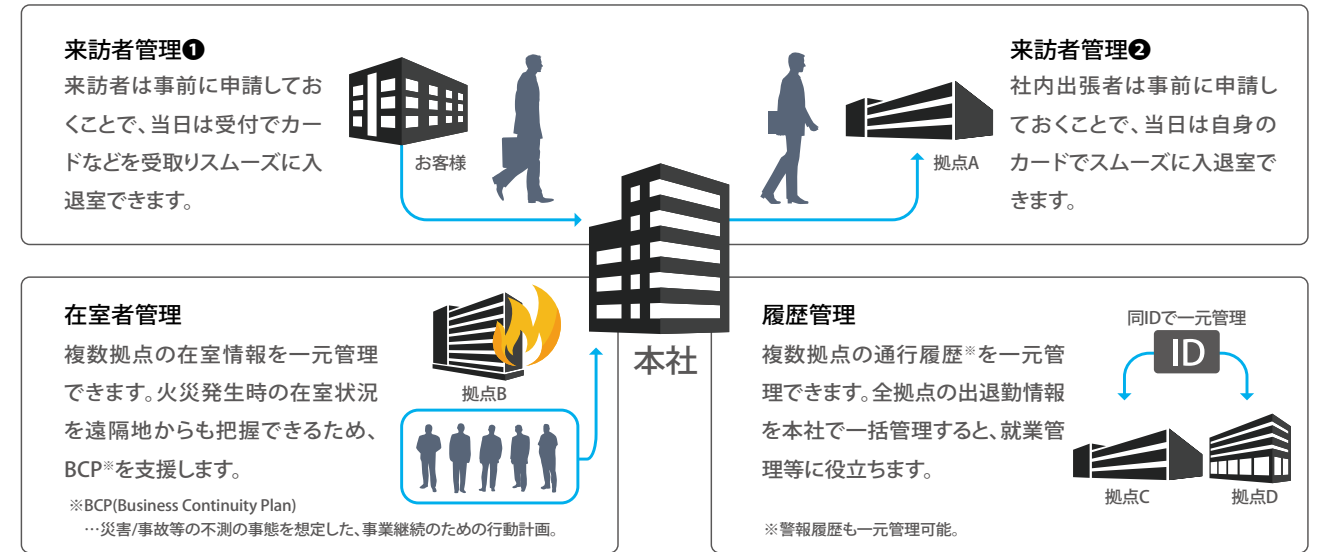 来訪者管理❶
来訪者は事前に申請してお
くことで、当日は受付でカー
ドなどを受取りスムーズに入
退室できます。
お客様
来訪者管理❷
社内出張者は事前に申請し
ておくことで、当日は自身の
カードでスムーズに入退室で
きます。
拠点A
本社
在室者管理
複数拠点の在室情報を一元管理
できます。火災発生時の在室状況
を遠隔地からも把握できるため、
BCP※を支援します。
※BCP(Business Continuity Plan)
…災害/事故等の不測の事態を想定した、事業継続のための行動計画。
拠点B
履歴管理
複数拠点の通行履歴※を一元管
理できます。全拠点の出退勤情報
を本社で一括管理すると、就業管
理等に役立ちます。
※警報履歴も一元管理可能。
同IDで一元管理
ID
拠点C
拠点D